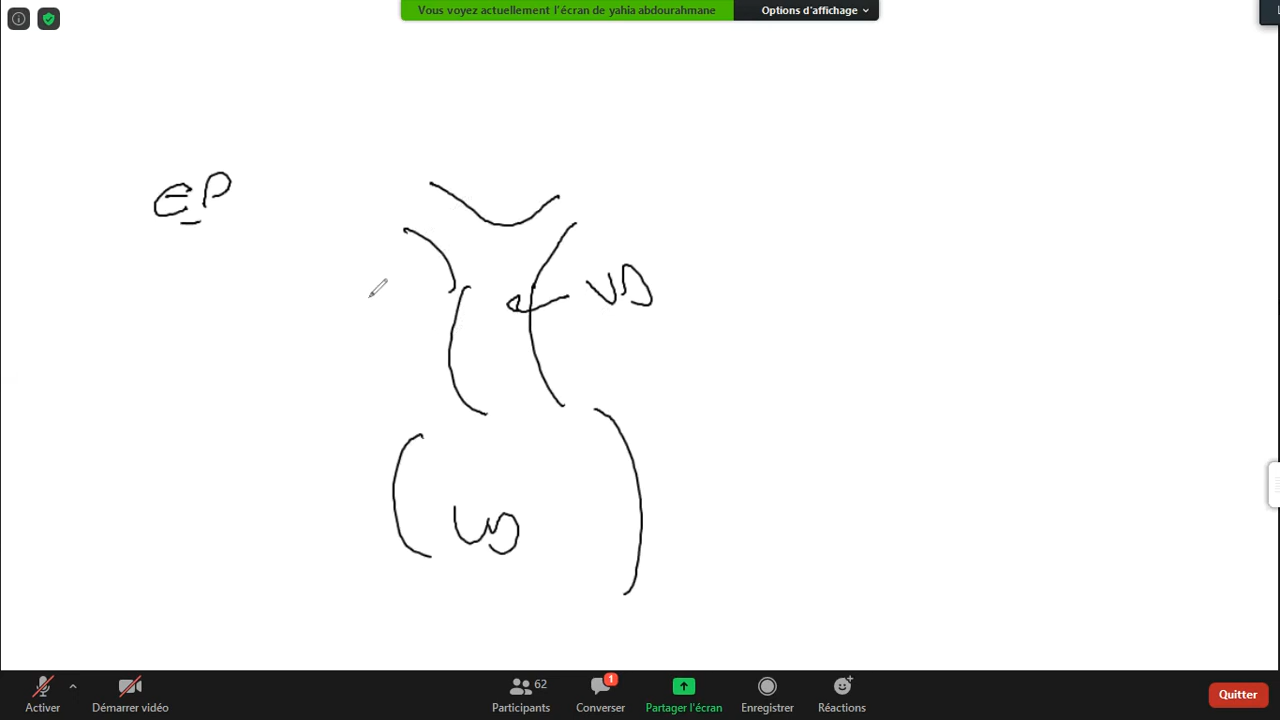 Vous voyez actuellement l'écran de yahia abdourahmane
Options d'affichage
EP
VD
VD
Activer
Démarrer vidéo
62
Participants
1
Converser
Partager l'écran
Enregistrer
Réactions
Quitter